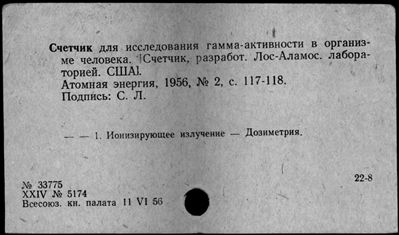 Счетчик для исследования гамма-активности в организ-
ме человека. [Счетчик, разработ. Лос-Аламос. лабора-
торией. США].
Атомная энергия, 1956, № 2, с. 117-118.
Подпись: С. Л.
— — 1. Ионизирующее излучение — Дозиметрия.
№ 33775
XXIV № 5174
Всесоюз. кн. палата 11 VI 56
22-8